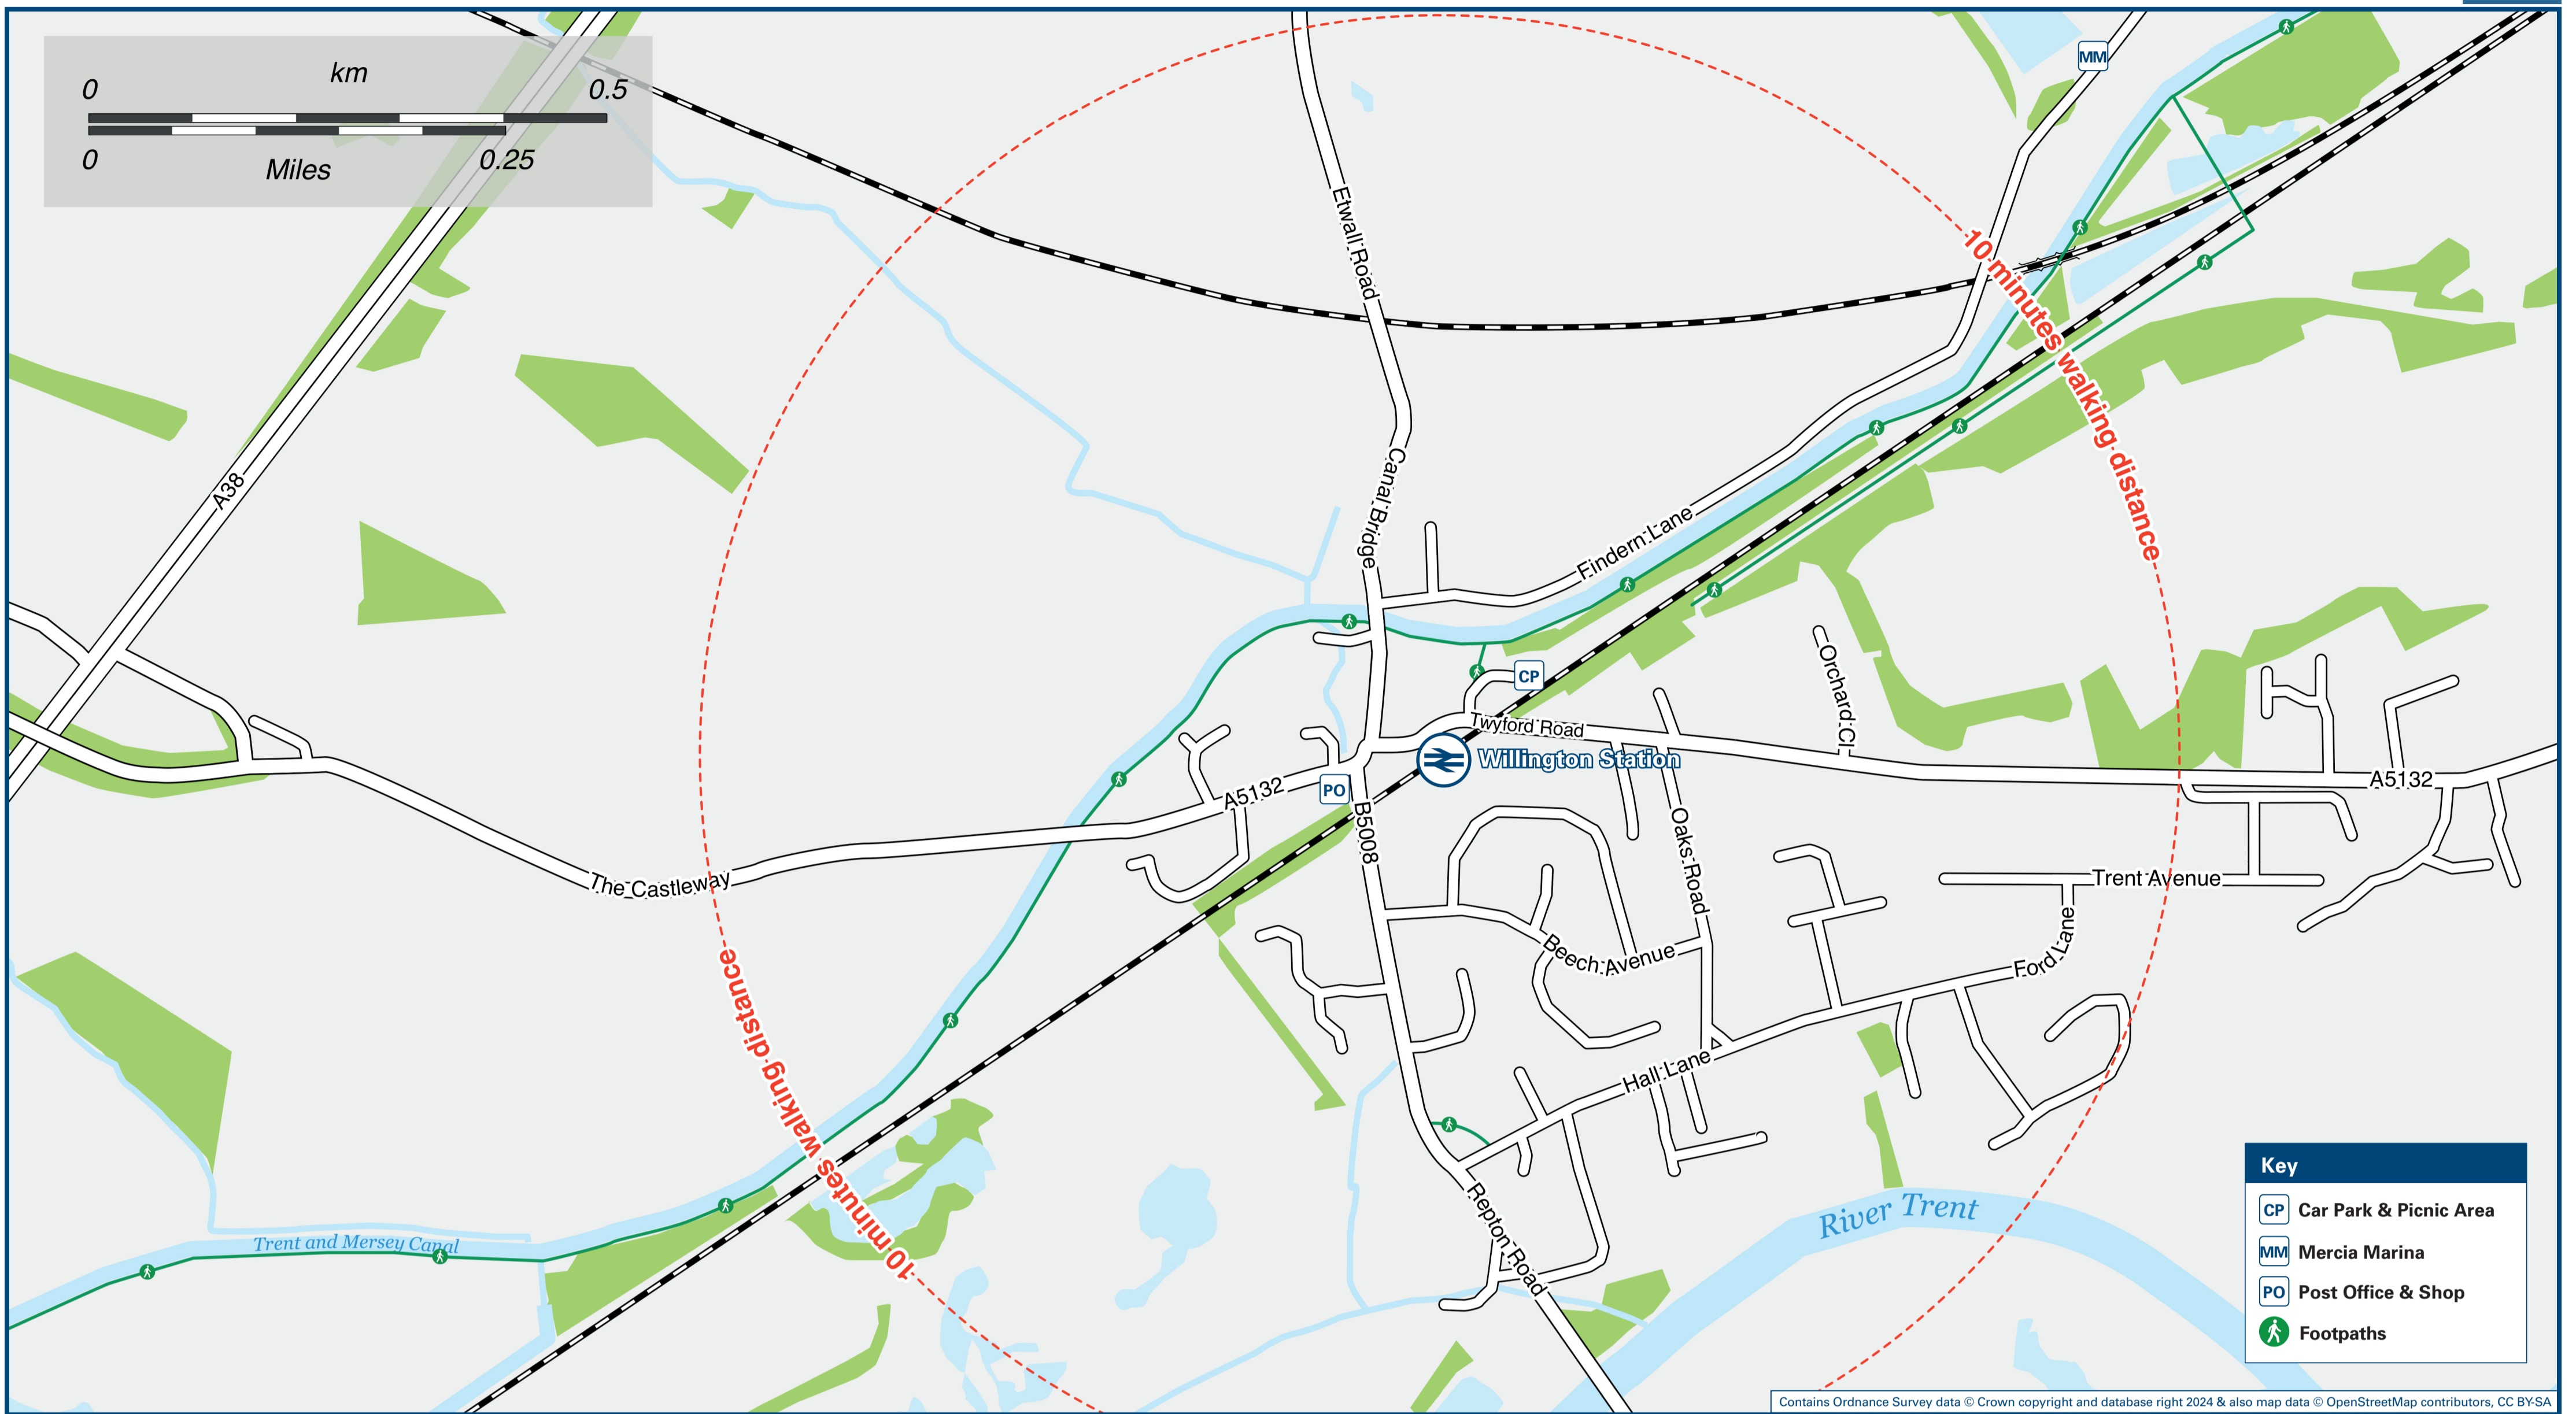 km
0
0.5
0
0.25
Miles
MM
Etwall Road
10 minutes walking distance
A38
Canal Bridge
Findern Lane
CP
Orchard Cl
Twyford Road
Willington Station
A5132
PO
A5132
B5008
Oaks Road
The Castleway
Trent Avenue
Beech Avenue
Ford Lane
10 minutes walking distance
Hall Lane
Repton Road
River Trent
Trent and Mersey Canal
Key
CP Car Park & Picnic Area
MM Mercia Marina
PO Post Office & Shop
Footpaths
Contains Ordnance Survey data © Crown copyright and database right 2024 & also map data © OpenStreetMap contributors, CC BY-SA